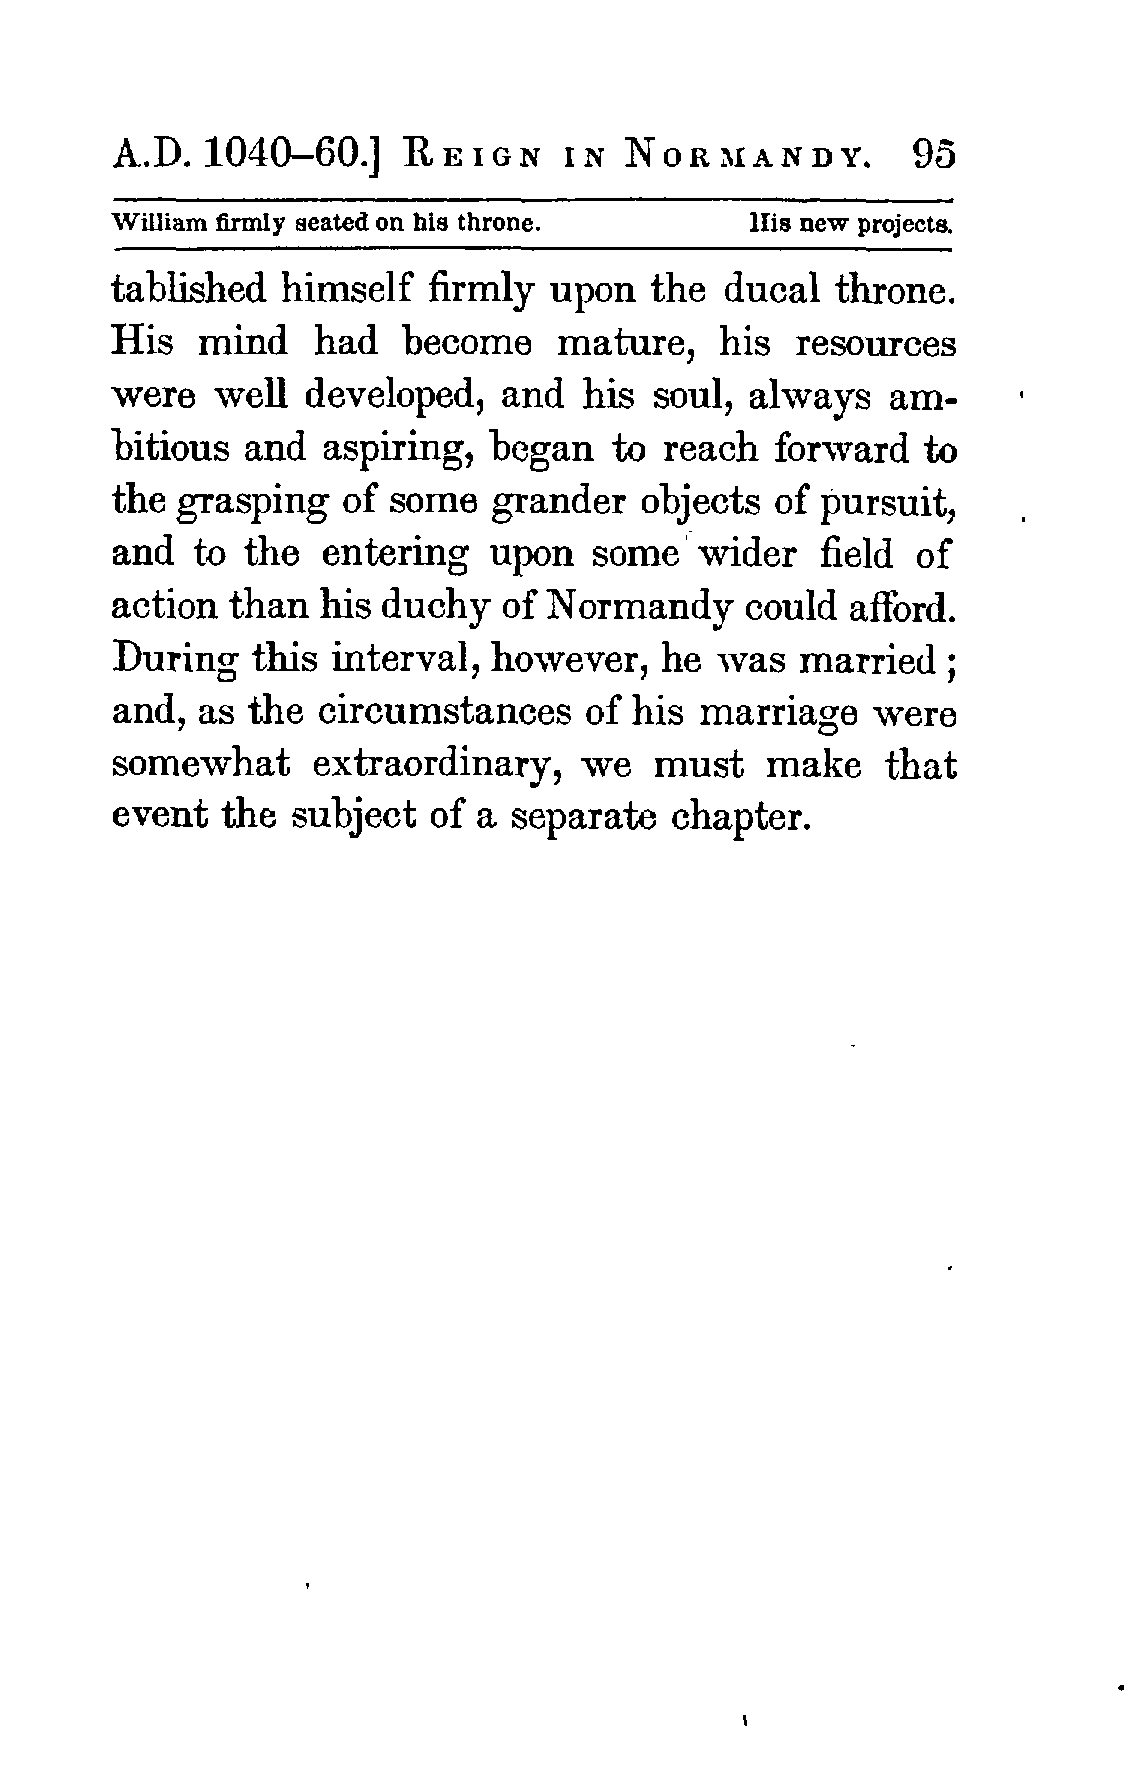 A.D. 1040–60.] REIGN IN NORMANDY. 95
William firmly seated on his throne. His new projects.
tablished himself firmly upon the ducal throne.
His mind had become mature, his resources
were well developed, and his soul, always am-
bitious and aspiring, began to reach forward to
the grasping of some grander objects of pursuit,
and to the entering upon some wider field of
action than his duchy of Normandy could afford.
During this interval, however, he was married ;
and, as the circumstances of his marriage were
somewhat extraordinary, we must make that
event the subject of a separate chapter.